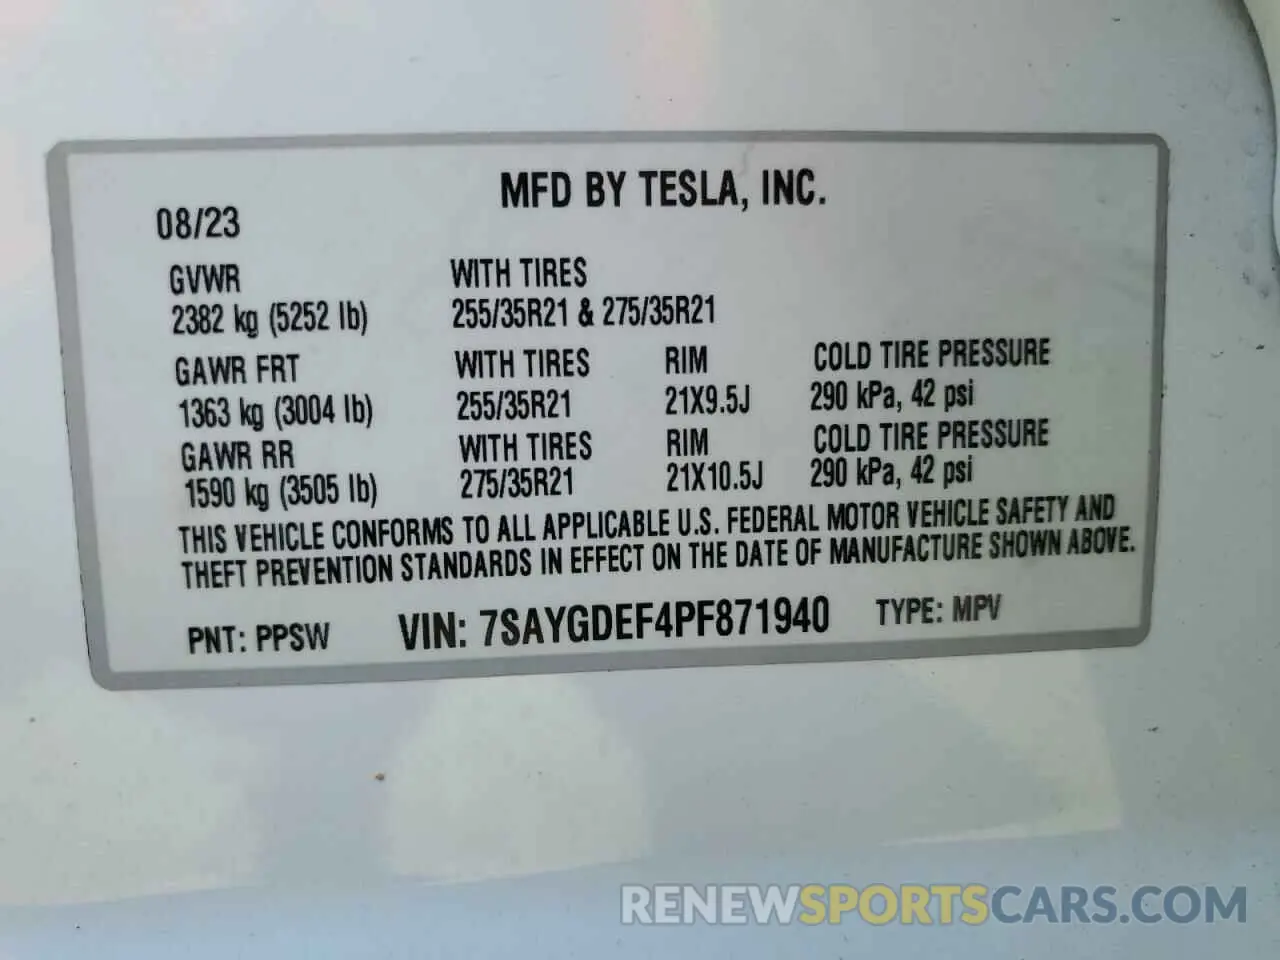 MFD BY TESLA, INC.
08/23
GVWR WITH TIRES
2382 kg (5252 lb) 255/35R21 & 275/35R21
GAWR FRT WITH TIRES RIM COLD TIRE PRESSURE
1363 kg (3004 lb) 255/35R21 21X9.5J 290 kPa, 42 psi
GAWR RR WITH TIRES RIM COLD TIRE PRESSURE
1590 kg (3505 lb) 275/35R21 21X10.5J 290 kPa, 42 psi
THIS VEHICLE CONFORMS TO ALL APPLICABLE U.S. FEDERAL MOTOR VEHICLE SAFETY AND
THEFT PREVENTION STANDARDS IN EFFECT ON THE DATE OF MANUFACTURE SHOWN ABOVE.
PNT: PPSW VIN: 7SAYGDEF4PF871940 TYPE: MPV
RENEWSPORTSCARS.COM